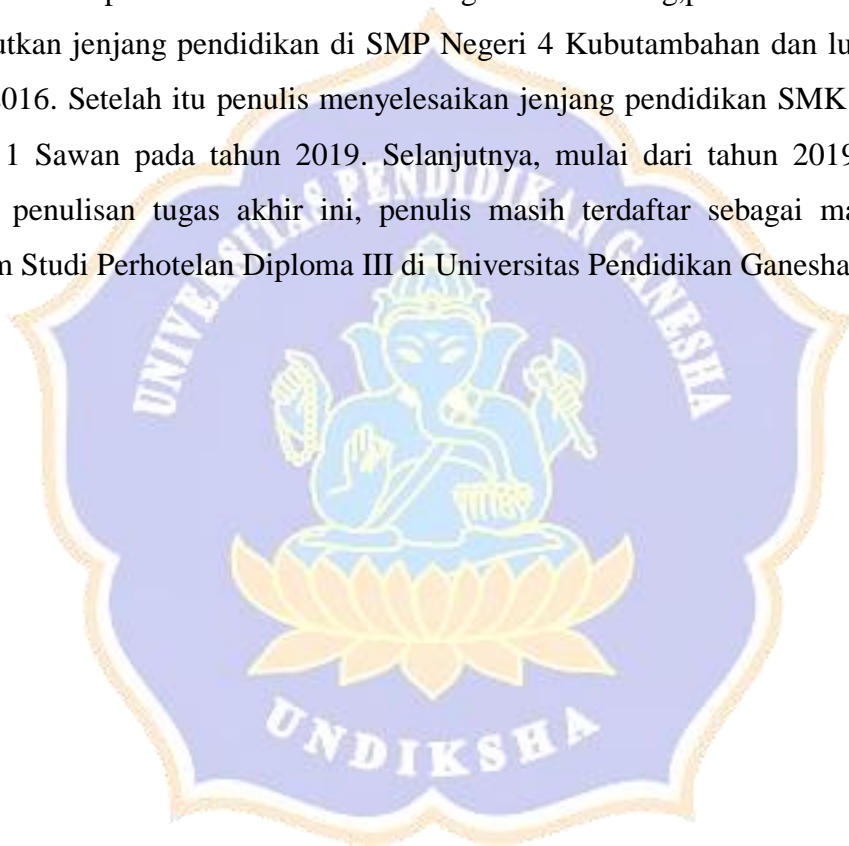 utkan jenjang pendidikan di SMP Negeri 4 Kubutambahan dan lu
2016. Setelah itu penulis menyelesaikan jenjang pendidikan SMK
1 Sawan pada tahun 2019. Selanjutnya, mulai dari tahun 2019
penulisan tugas akhir ini, penulis masih terdaftar sebagai ma
m Studi Perhotelan Diploma III di Universitas Pendidikan Ganesha
UNIVERSITAS PENDIDIKAN GANESHA
UNDIKSHA